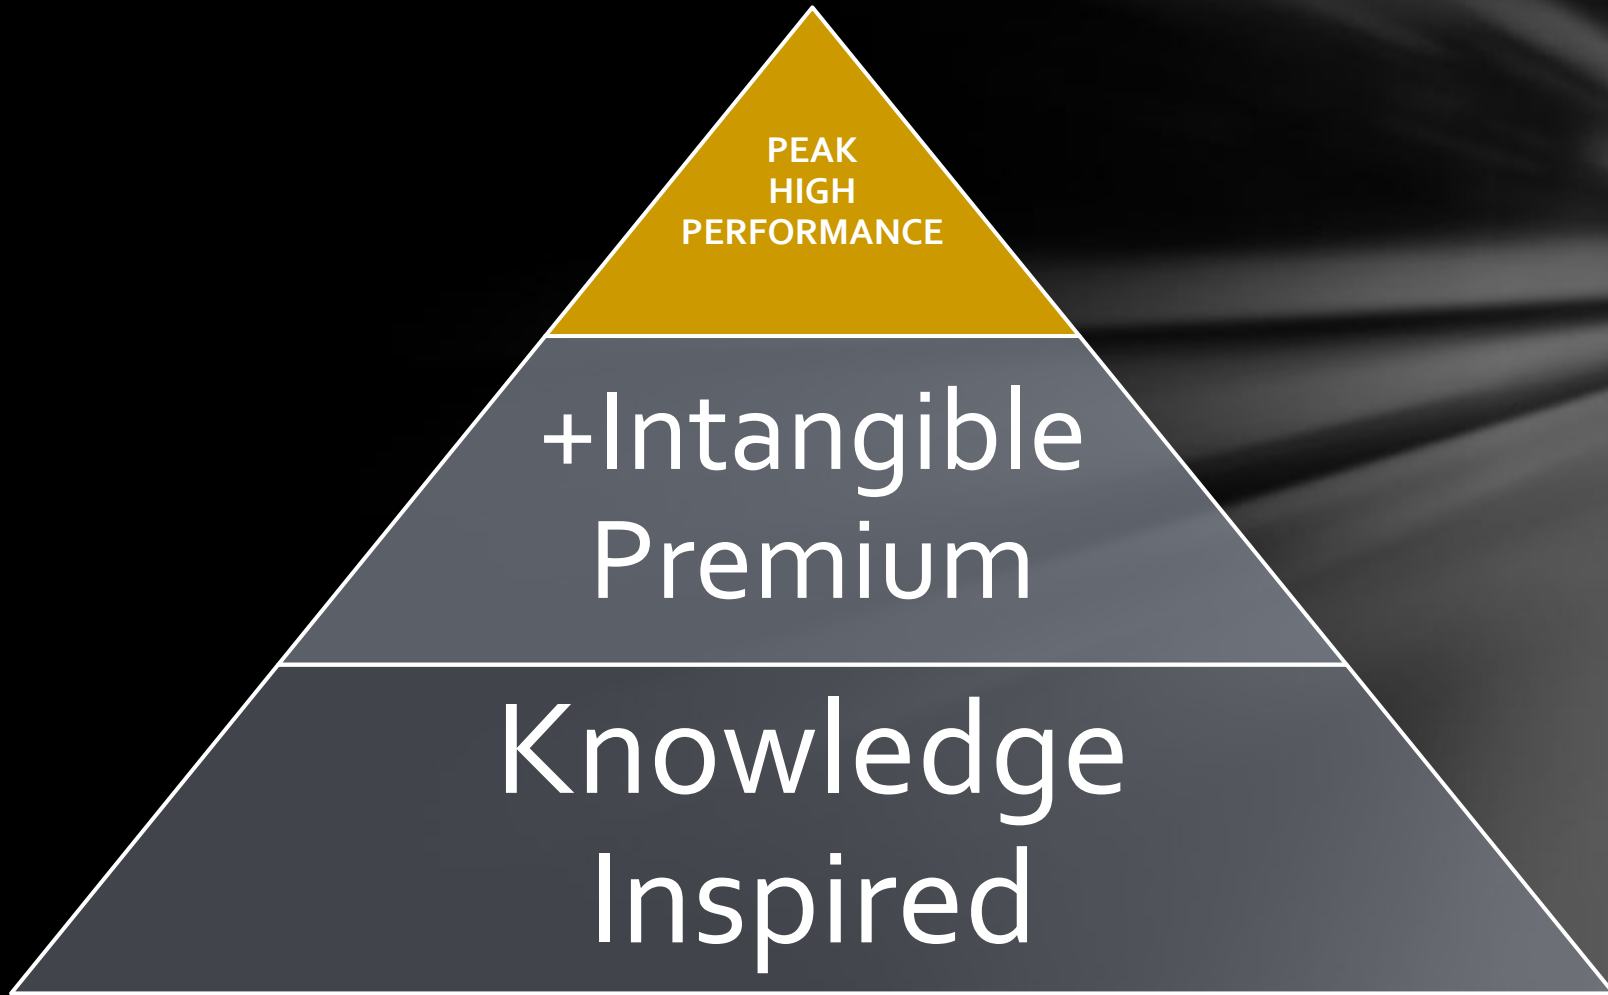 PEAK
HIGH
PERFORMANCE
+Intangible
Premium
Knowledge
Inspired